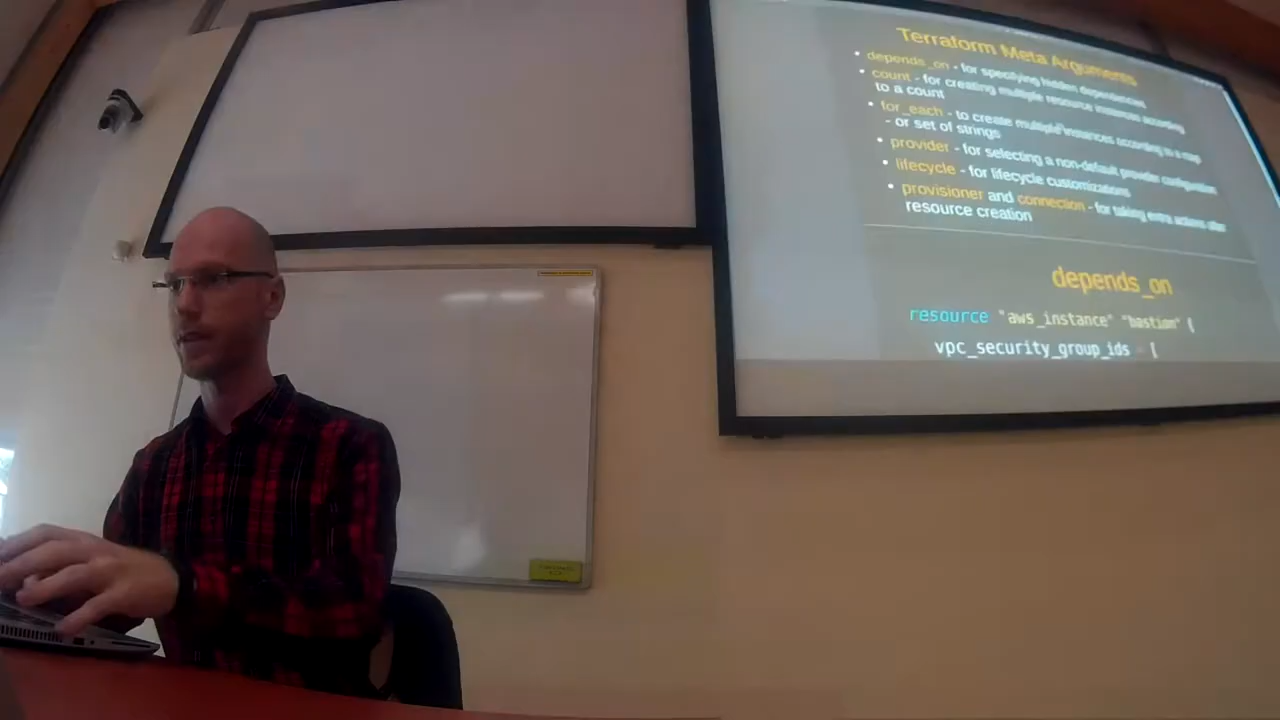 Terraform Meta Arguments
• depends_on - for specifying hidden dependencies
• count - for creating multiple resource instances according
to a count
• for_each - to create multiple instances according to a map
- or set of strings
• provider - for selecting a non-default provider configuration
• lifecycle - for lifecycle customizations
• provisioner and connection - for taking extra actions after
resource creation
depends_on
resource "aws_instance" "bastion" {
vpc_security_group_ids = [